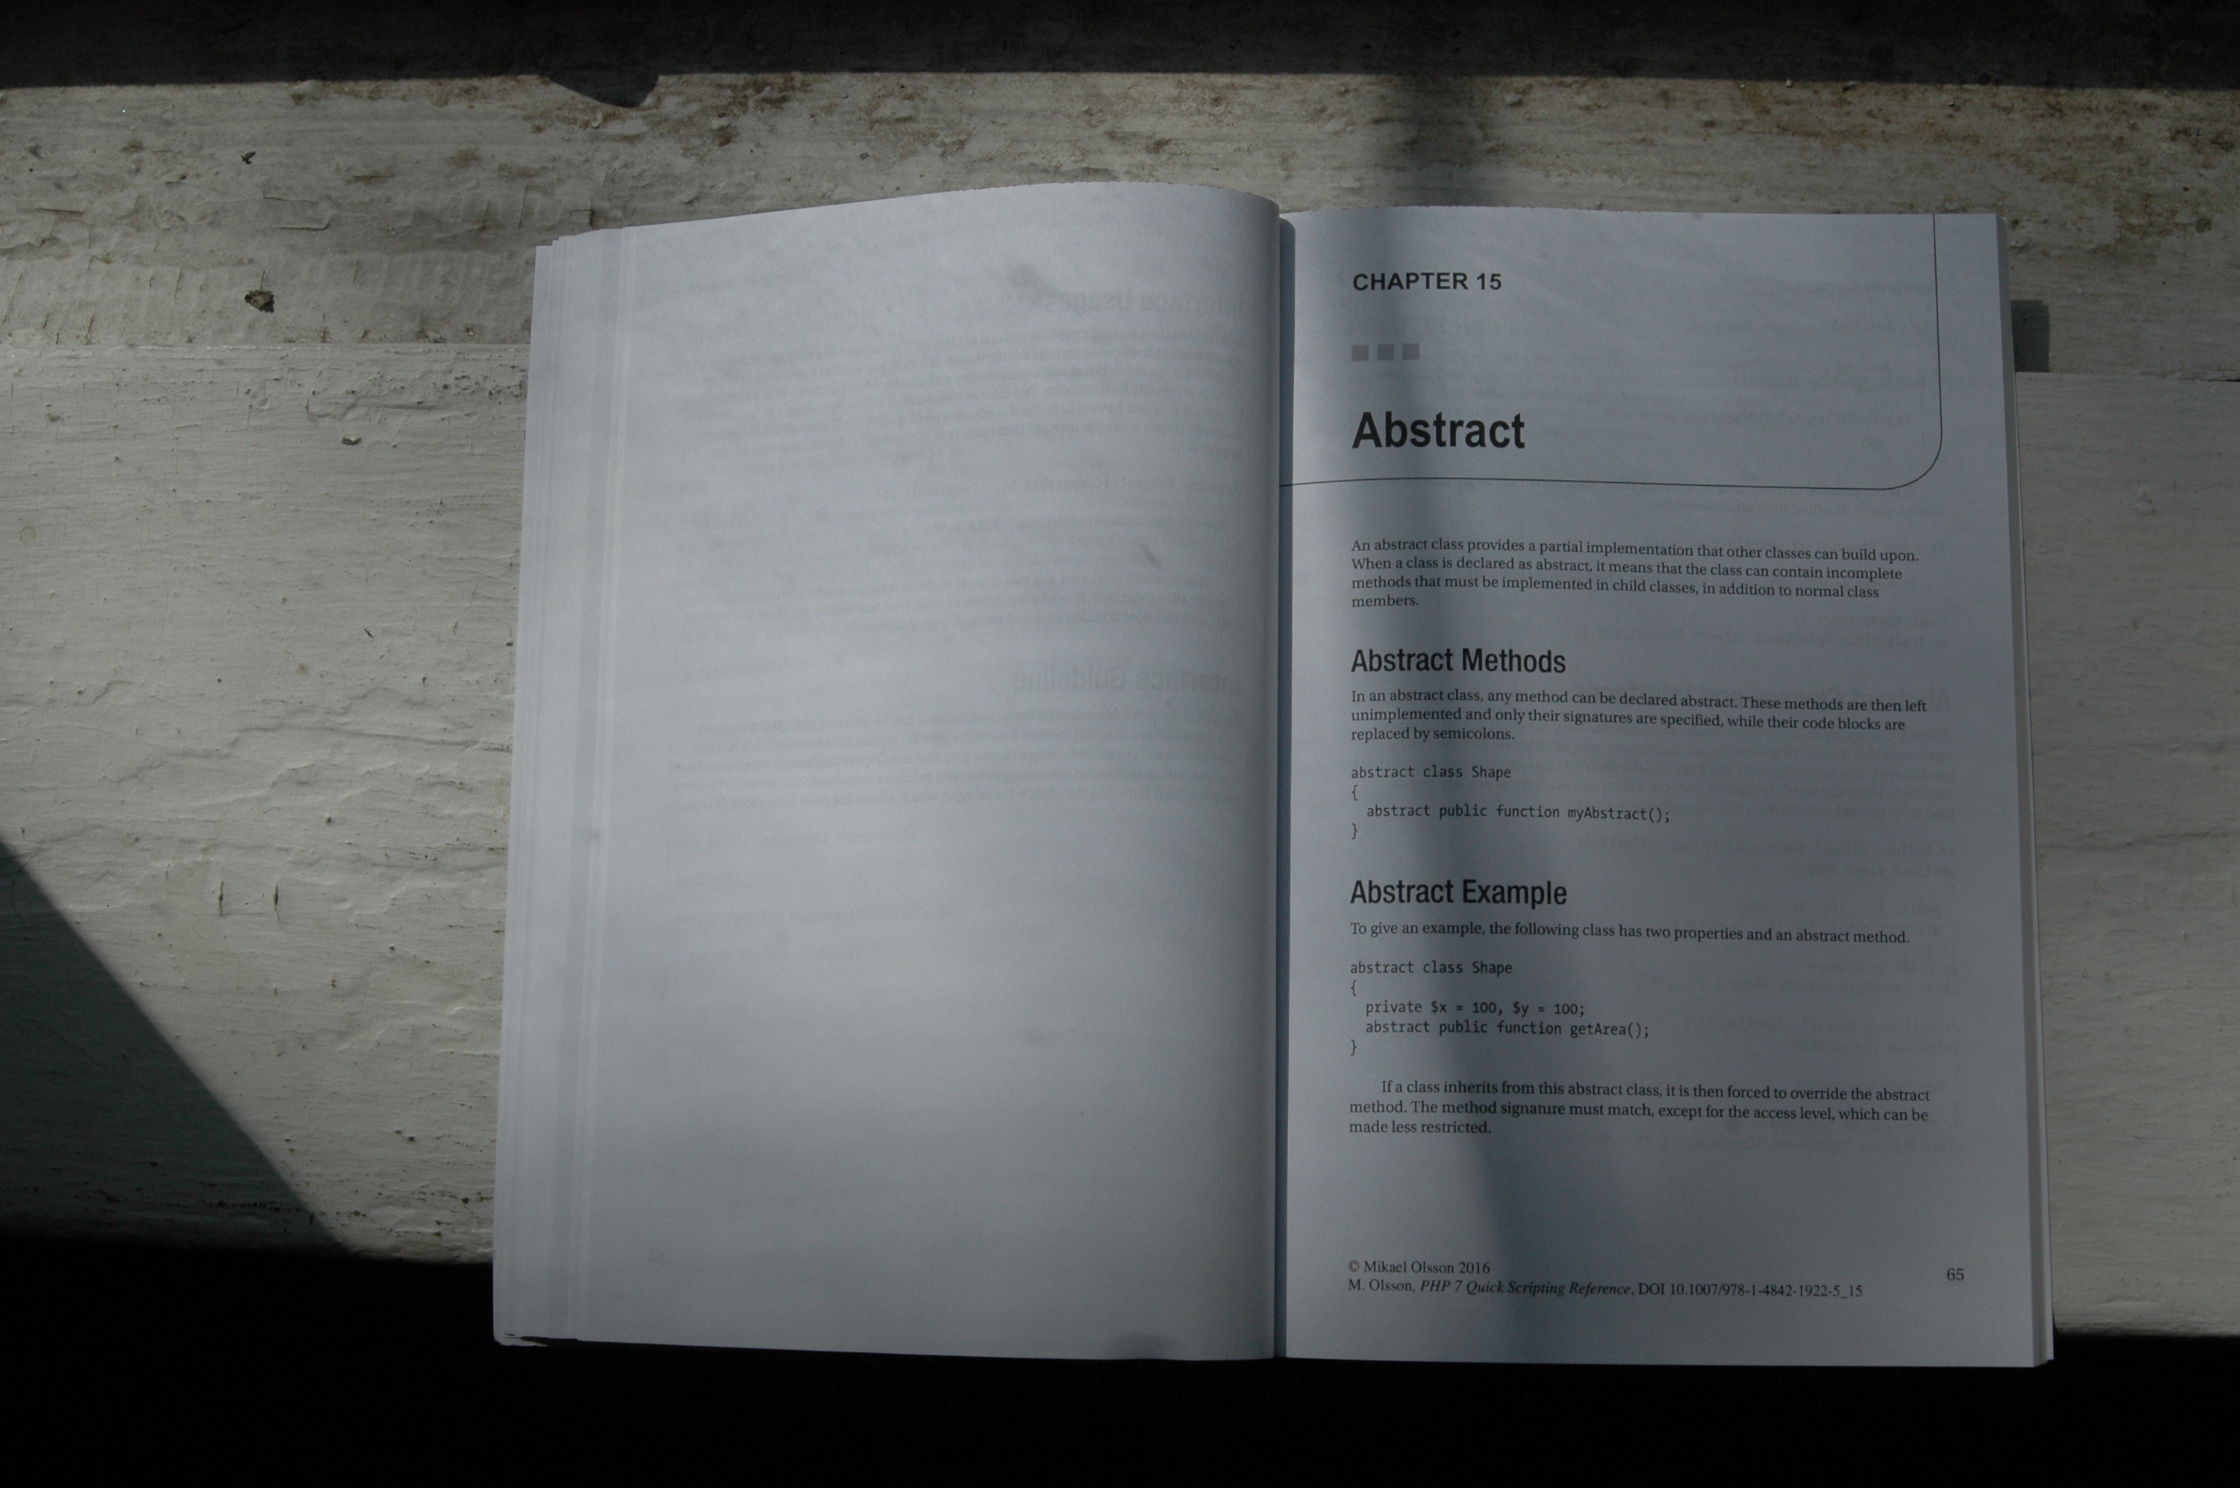 CHAPTER 15
Abstract
An abstract class provides a partial implementation that other classes can build upon.
When a class is declared as abstract, it means that the class can contain incomplete
methods that must be implemented in child classes, in addition to normal class
members.
Abstract Methods
In an abstract class, any method can be declared abstract. These methods are then left
unimplemented and only their signatures are specified, while their code blocks are
replaced by semicolons.
abstract class Shape
{
  abstract public function myAbstract();
}
Abstract Example
To give an example, the following class has two properties and an abstract method.
abstract class Shape
{
  private $x = 100, $y = 100;
  abstract public function getArea();
}
If a class inherits from this abstract class, it is then forced to override the abstract
method. The method signature must match, except for the access level, which can be
made less restricted.
© Mikael Olsson 2016
M. Olsson, PHP 7 Quick Scripting Reference, DOI 10.1007/978-1-4842-1922-5_15
65